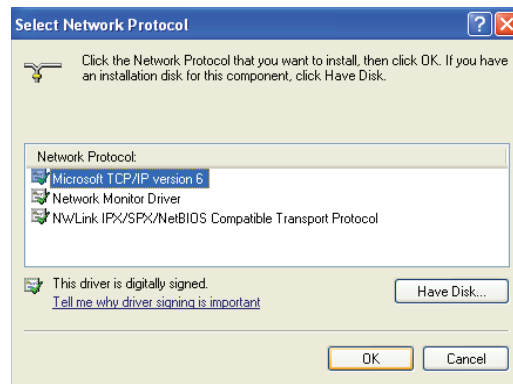 Select Network Protocol
Click the Network Protocol that you want to install, then click OK. If you have
an installation disk for this component, click Have Disk.
Network Protocol:
Microsoft TCP/IP version 6
Network Monitor Driver
NWLink IPX/SPX/NetBIOS Compatible Transport Protocol
This driver is digitally signed.
Tell me why driver signing is important
Have Disk...
OK
Cancel